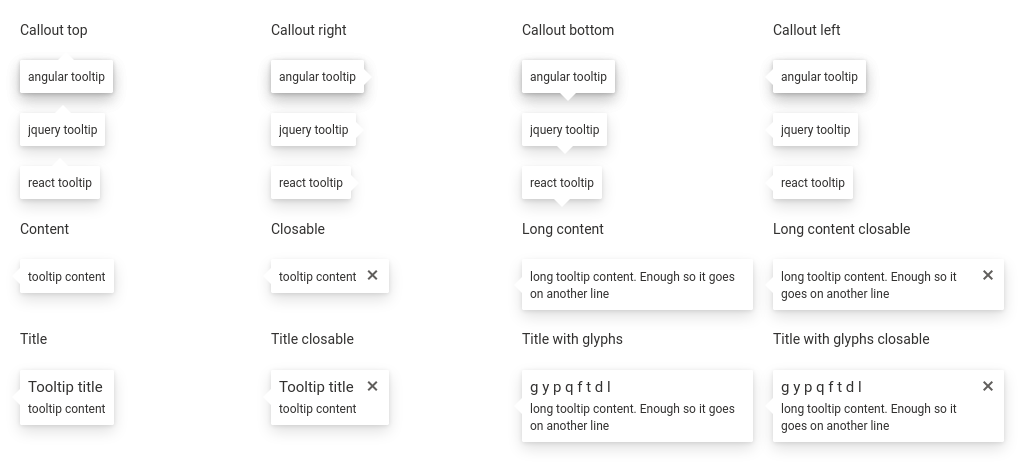 Callout top
Callout right
Callout bottom
Callout left
angular tooltip
angular tooltip
angular tooltip
angular tooltip
jquery tooltip
jquery tooltip
jquery tooltip
jquery tooltip
react tooltip
react tooltip
react tooltip
react tooltip
Content
Closable
Long content
Long content closable
tooltip content
tooltip content
long tooltip content. Enough so it goes
on another line
long tooltip content. Enough so it
goes on another line
Title
Title closable
Title with glyphs
Title with glyphs closable
Tooltip title
tooltip content
Tooltip title
tooltip content
g y p q f t d l
long tooltip content. Enough so it goes
on another line
g y p q f t d l
long tooltip content. Enough so it
goes on another line